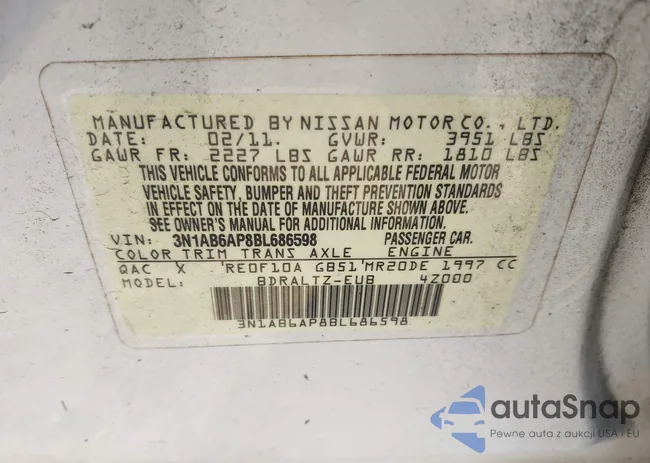 MANUFACTURED BY NISSAN MOTOR CO., LTD.
DATE: 02/11. GVWR: 3951 LBS
GAWR FR: 2227 LBS GAWR RR: 1810 LBS
THIS VEHICLE CONFORMS TO ALL APPLICABLE FEDERAL MOTOR
VEHICLE SAFETY, BUMPER AND THEFT PREVENTION STANDARDS
IN EFFECT ON THE DATE OF MANUFACTURE SHOWN ABOVE.
SEE OWNER'S MANUAL FOR ADDITIONAL INFORMATION.
VIN: 3N1AB6AP8BL686598 PASSENGER CAR.
COLOR TRIM TRANS AXLE ENGINE
QAC X RE0F10A GB51 MR20DE 1997 CC
MODEL: BDRALTZ-EUB 4Z000
3N1AB6AP8BL686598
autaSnap
Pewne auta z aukcji USA i EU